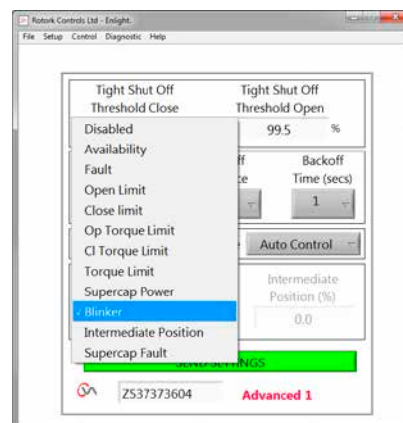 Rotork Controls Ltd - Enlight.
File Setup Control Diagnostic Help
Tight Shut Off Tight Shut Off
Threshold Close Threshold Open
99.5 %
Disabled
Availability
Fault
Open Limit
Close limit
Op Torque Limit
Cl Torque Limit
Torque Limit
Supercap Power
✓ Blinker
Intermediate Position
Supercap Fault
Backoff
Time (secs)
1
Auto Control
Intermediate
Position (%)
0.0
SEND SETTINGS
ZS37373604 Advanced 1